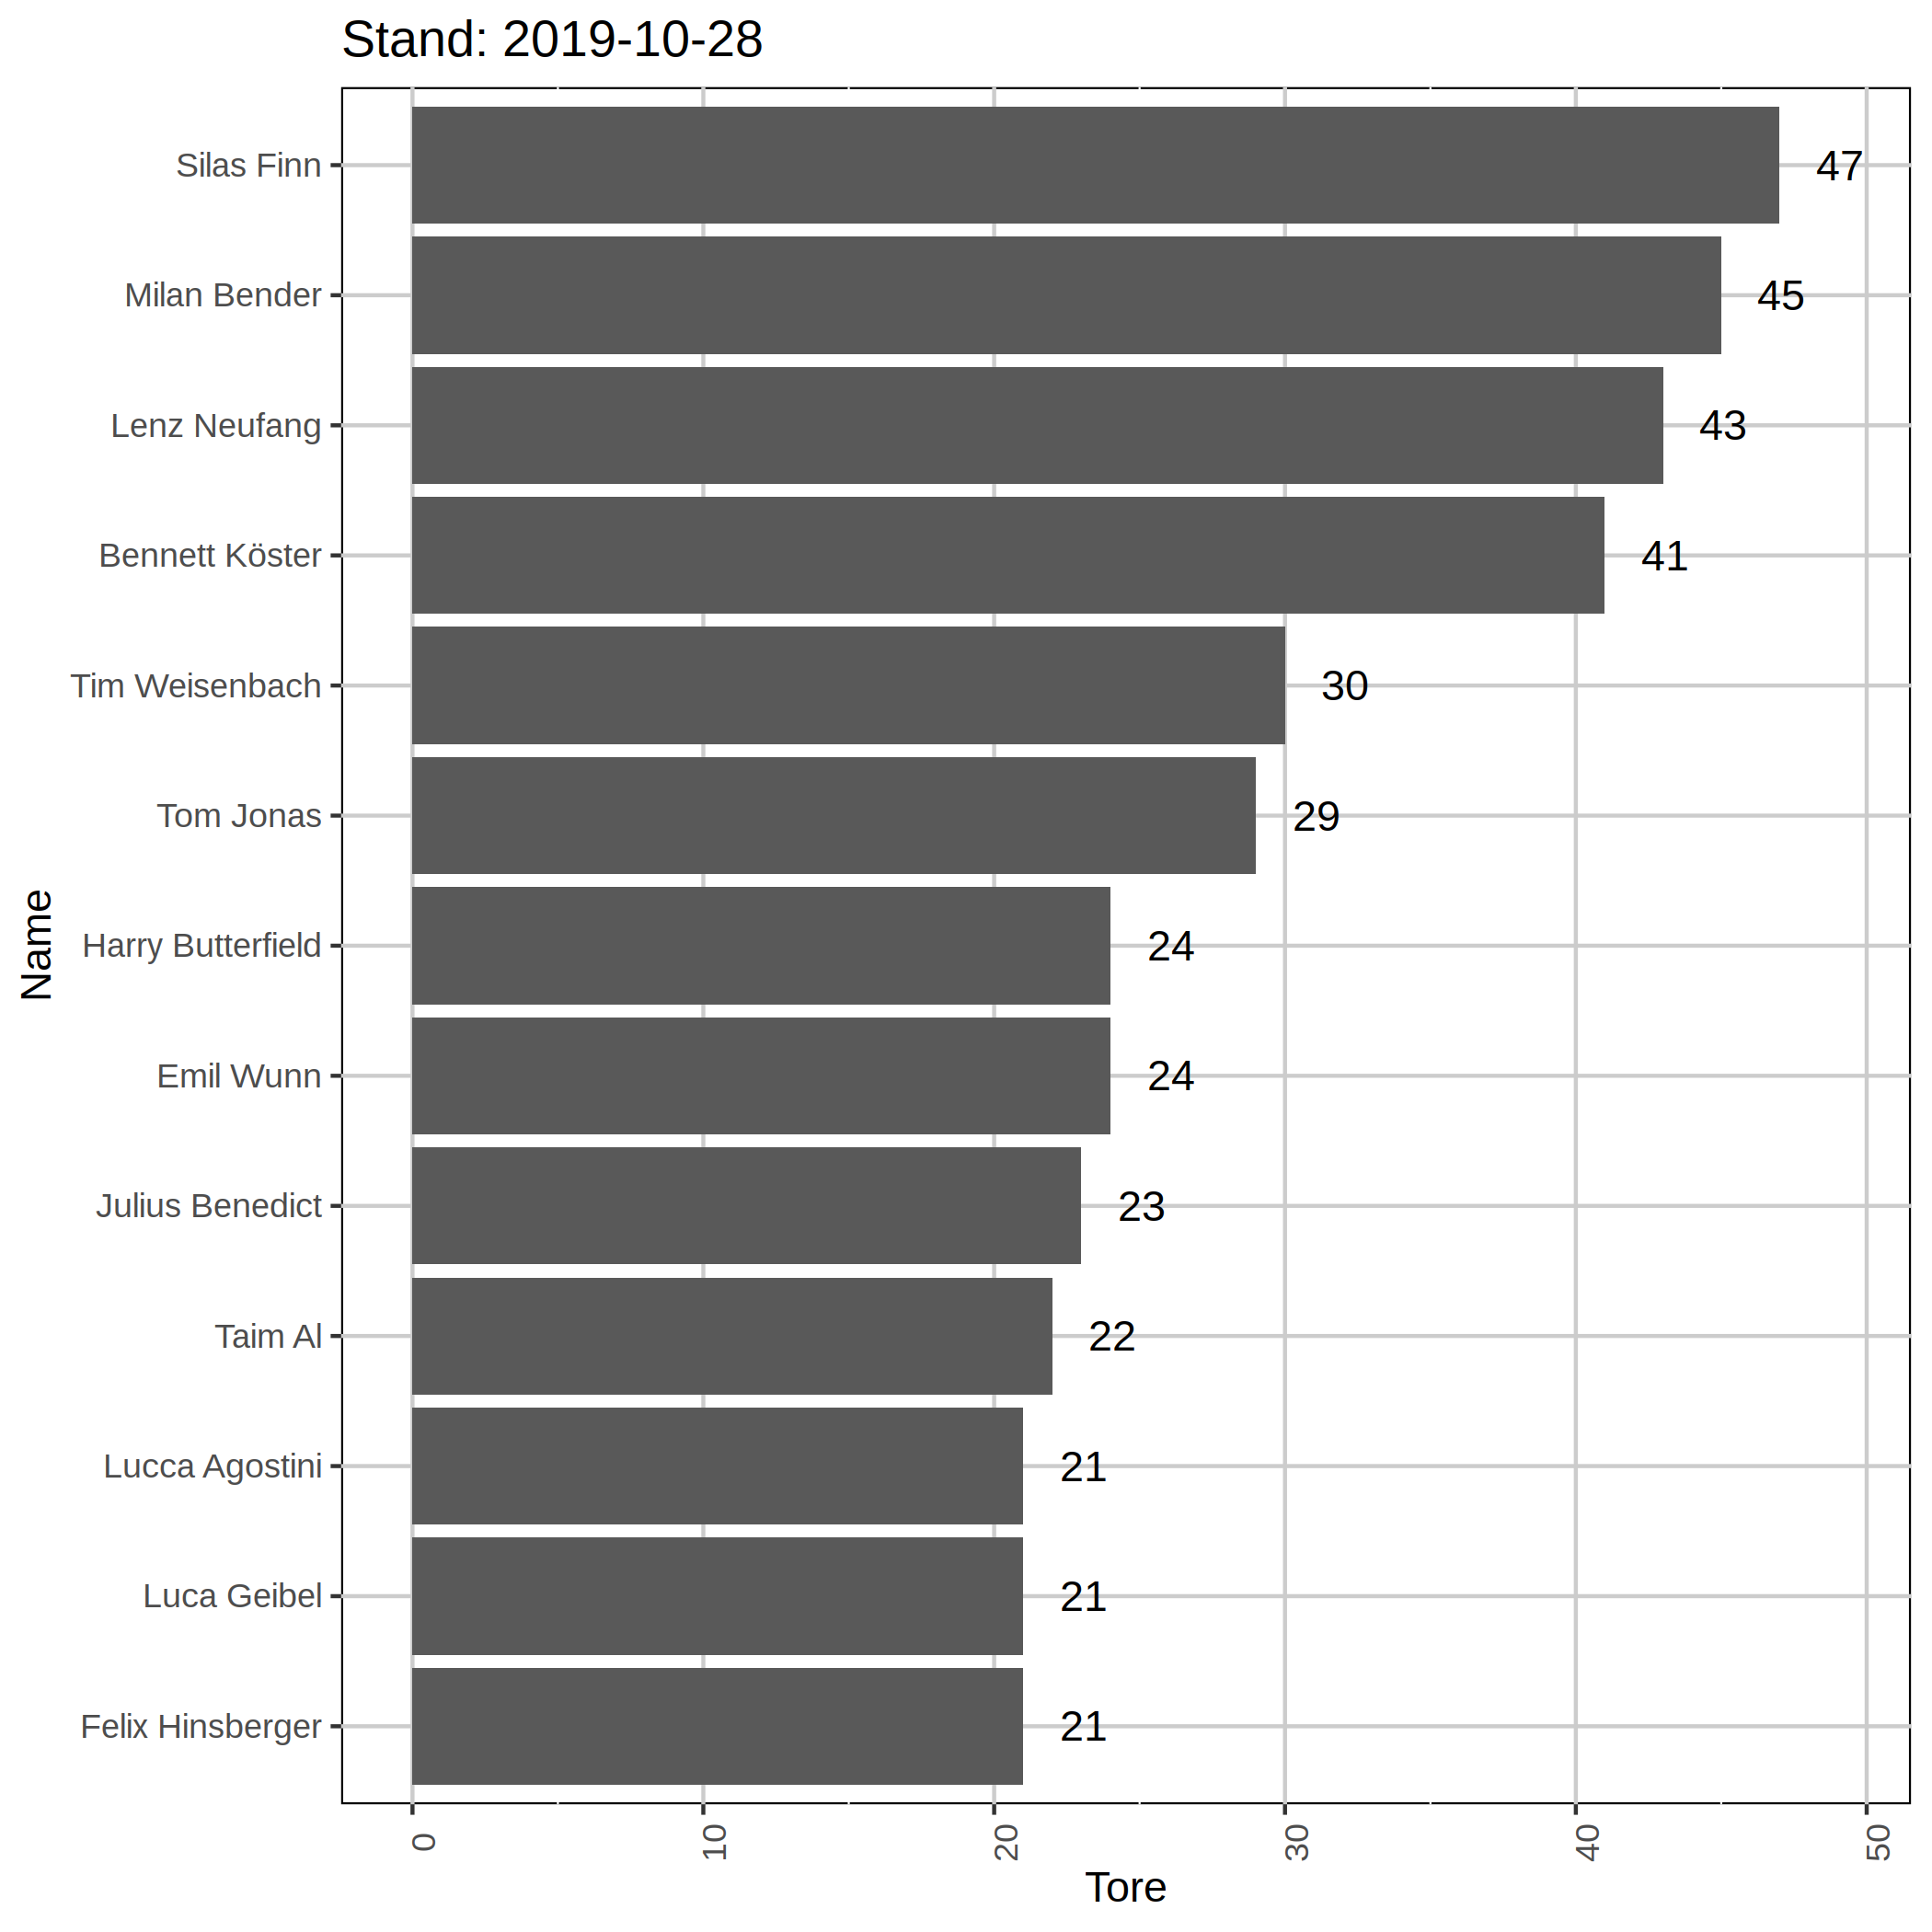 Stand: 2019-10-28
Silas Finn 47
Milan Bender 45
Lenz Neufang 43
Bennett Köster 41
Tim Weisenbach 30
Tom Jonas 29
Harry Butterfield 24
Emil Wunn 24
Julius Benedict 23
Taim Al 22
Lucca Agostini 21
Luca Geibel 21
Felix Hinsberger 21
Name
0 10 20 30 40 50
Tore